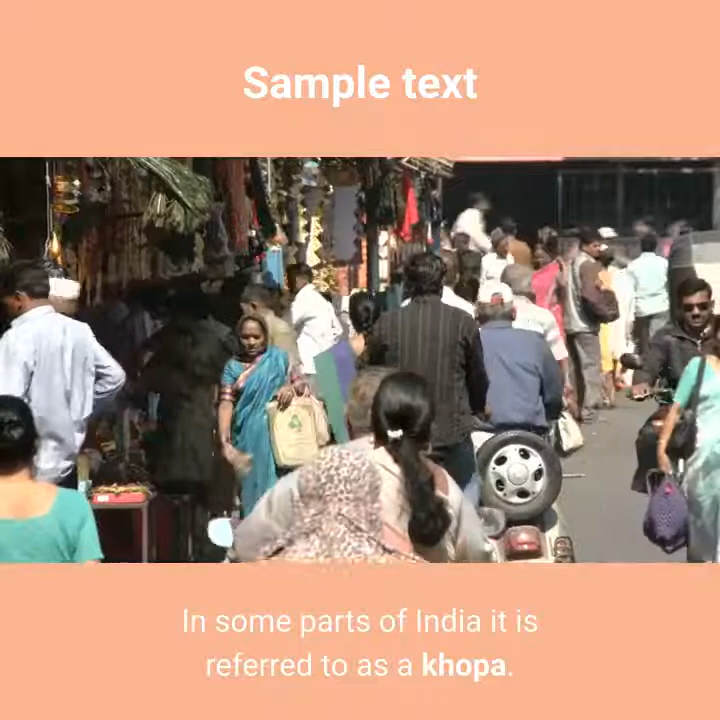 Sample text
In some parts of India it is
referred to as a khopa.